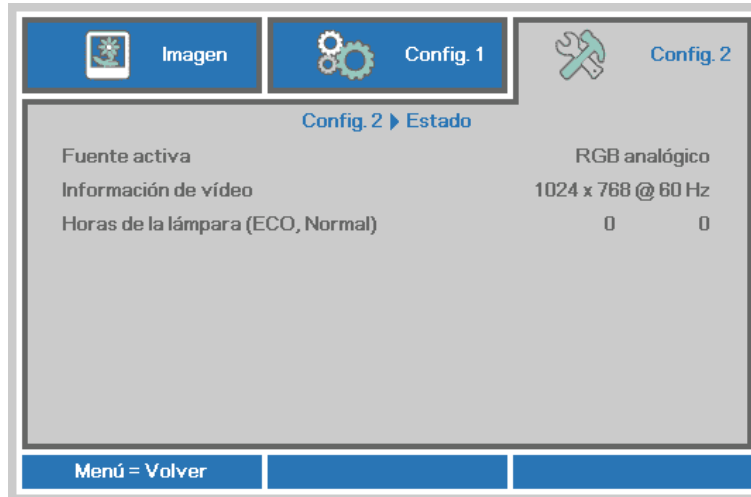 Imagen
Config. 1
Config. 2
Config. 2 ▶ Estado
Fuente activa RGB analógico
Información de vídeo 1024 x 768 @ 60 Hz
Horas de la lámpara (ECO, Normal) 0 0
Menú = Volver